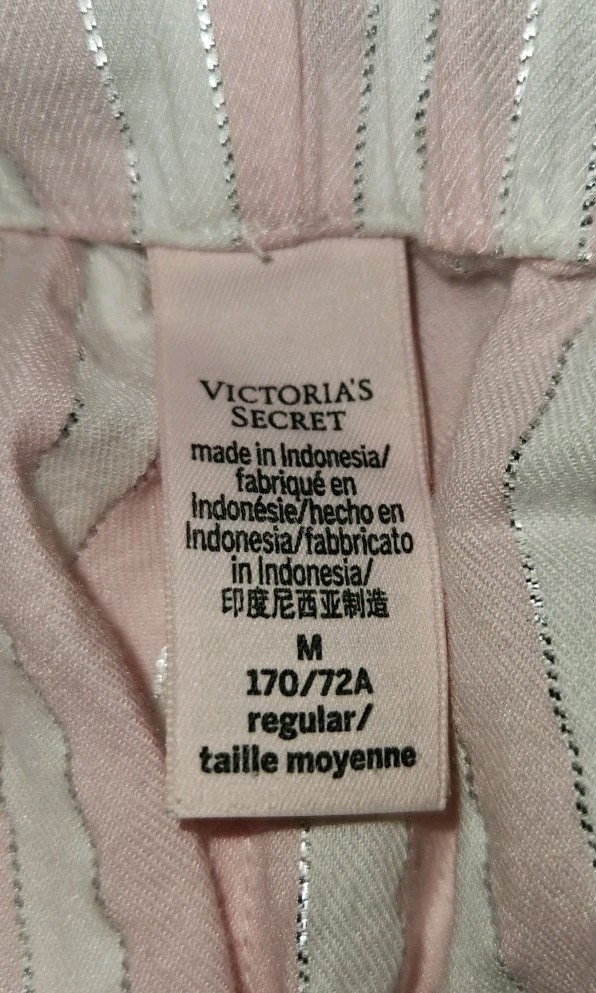 VICTORIA'S
SECRET
made in Indonesia/
fabriqué en
Indonésie/hecho en
Indonesia/fabbricato
in Indonesia/
印度尼西亚制造
M
170/72A
regular/
taille moyenne